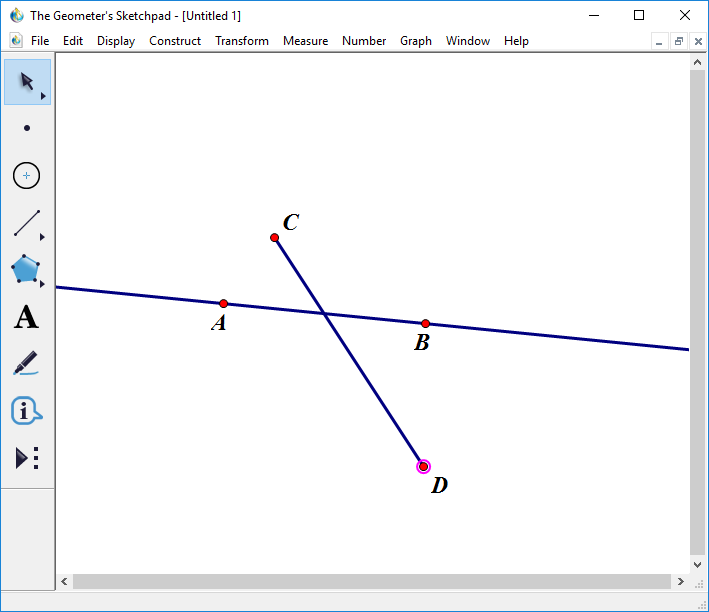 The Geometer's Sketchpad - [Untitled 1]
File Edit Display Construct Transform Measure Number Graph Window Help
C
A
B
D
A
i